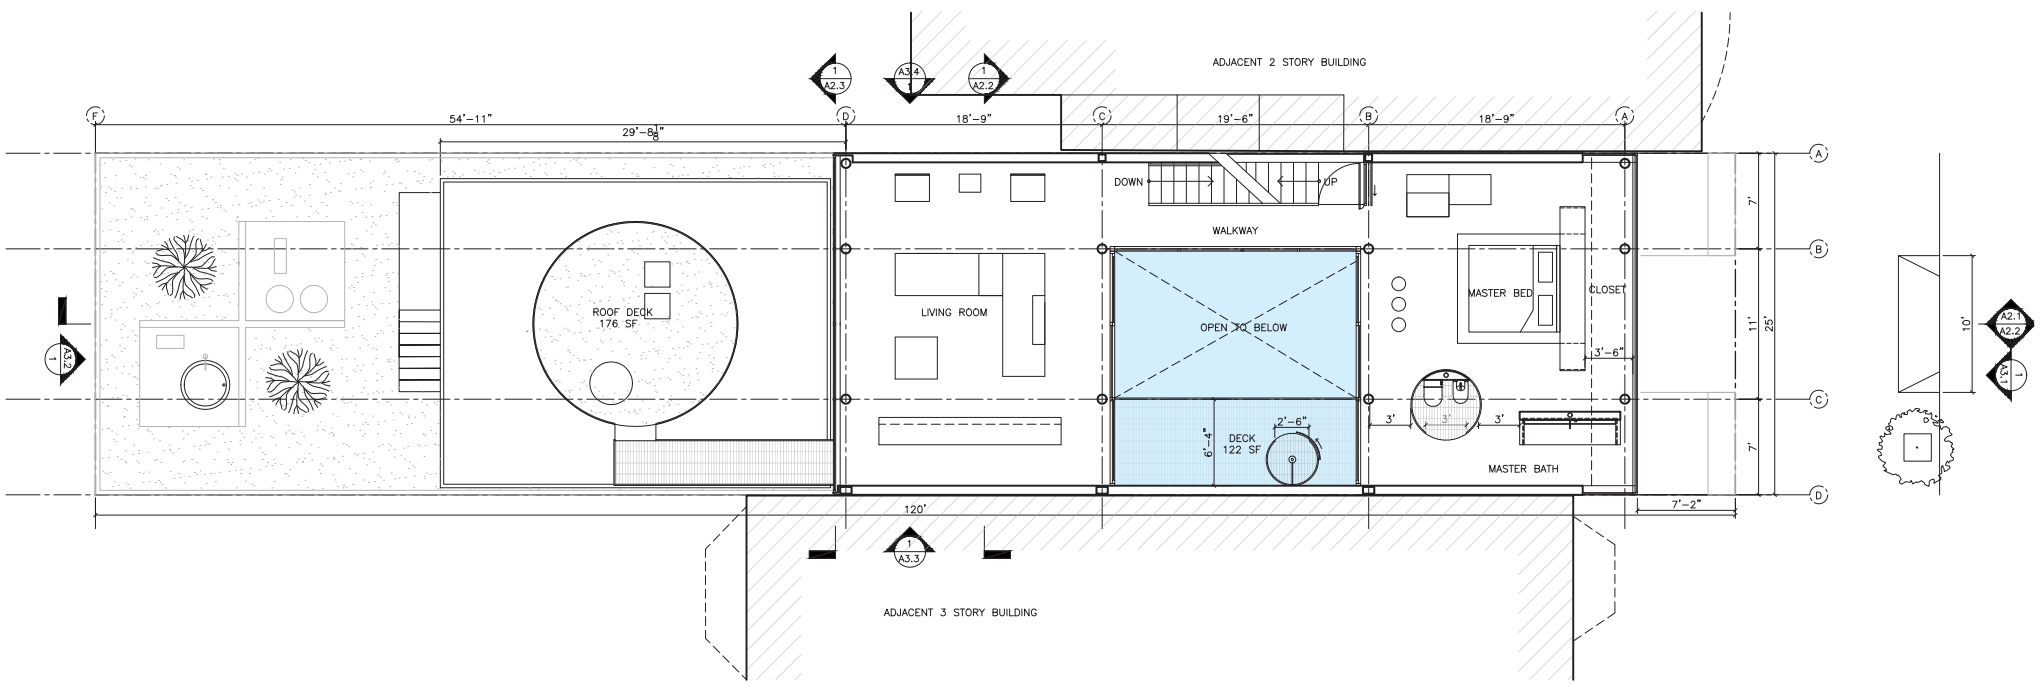 ADJACENT 2 STORY BUILDING
1
A2.3
A3.4
1
1
A2.2
F
D
C
B
A
54'-11"
18'-9"
19'-6"
18'-9"
29'-8 1/8"
A
DOWN
UP
7'
WALKWAY
B
ROOF DECK
176 SF
LIVING ROOM
OPEN TO BELOW
MASTER BED
CLOSET
11'
25'
10'
A2.1
A2.2
A3.2
1
3'-6"
A3.1
1
C
3'
3'
3'
2'-6"
6'-4"
DECK
122 SF
MASTER BATH
7'
D
7'-2"
120'
1
A3.3
ADJACENT 3 STORY BUILDING